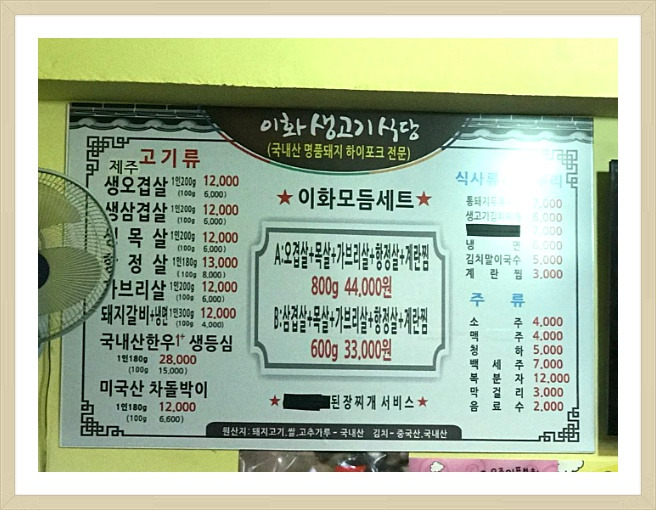 이화 생고기 식당
(국내산 명품돼지 하이포크 전문)
고기류
제주
생오겹살 1인200g 12,000
(100g 6,000)
생삼겹살 1인200g 12,000
(100g 6,000)
목 살 1인200g 12,000
(100g 6,000)
항 정 살 1인180g 13,000
(100g 8,000)
가브리살 1인200g 12,000
(100g 6,000)
돼지갈비+냉면 1인300g 12,000
(100g 4,000)
국내산한우1+ 생등심
1인180g 28,000
(100g 15,000)
미국산 차돌박이
1인180g 12,000
(100g 6,600)
★ 이화모듬세트 ★
A:오겹살+목살+가브리살+항정살+계란찜
800g 44,000원
B:삼겹살+목살+가브리살+항정살+계란찜
600g 33,000원
★ 된장찌개 서비스 ★
식사류
통돼지 7,000
생고기김치 6,000
냉 면
김치말이국수 5,000
계 란 찜 3,000
주 류
소 주 4,000
맥 주 4,000
청 하 5,000
백 세 주 7,000
복 분 자 12,000
막 걸 리 3,000
음 료 수 2,000
원산지: 돼지고기,쌀,고추가루-국내산 김치-중국산,국내산